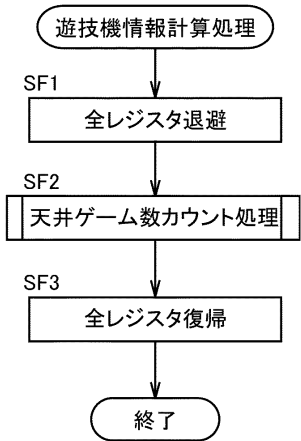 遊技機情報計算処理
SF1
全レジスタ退避
SF2
天井ゲーム数カウント処理
SF3
全レジスタ復帰
終了